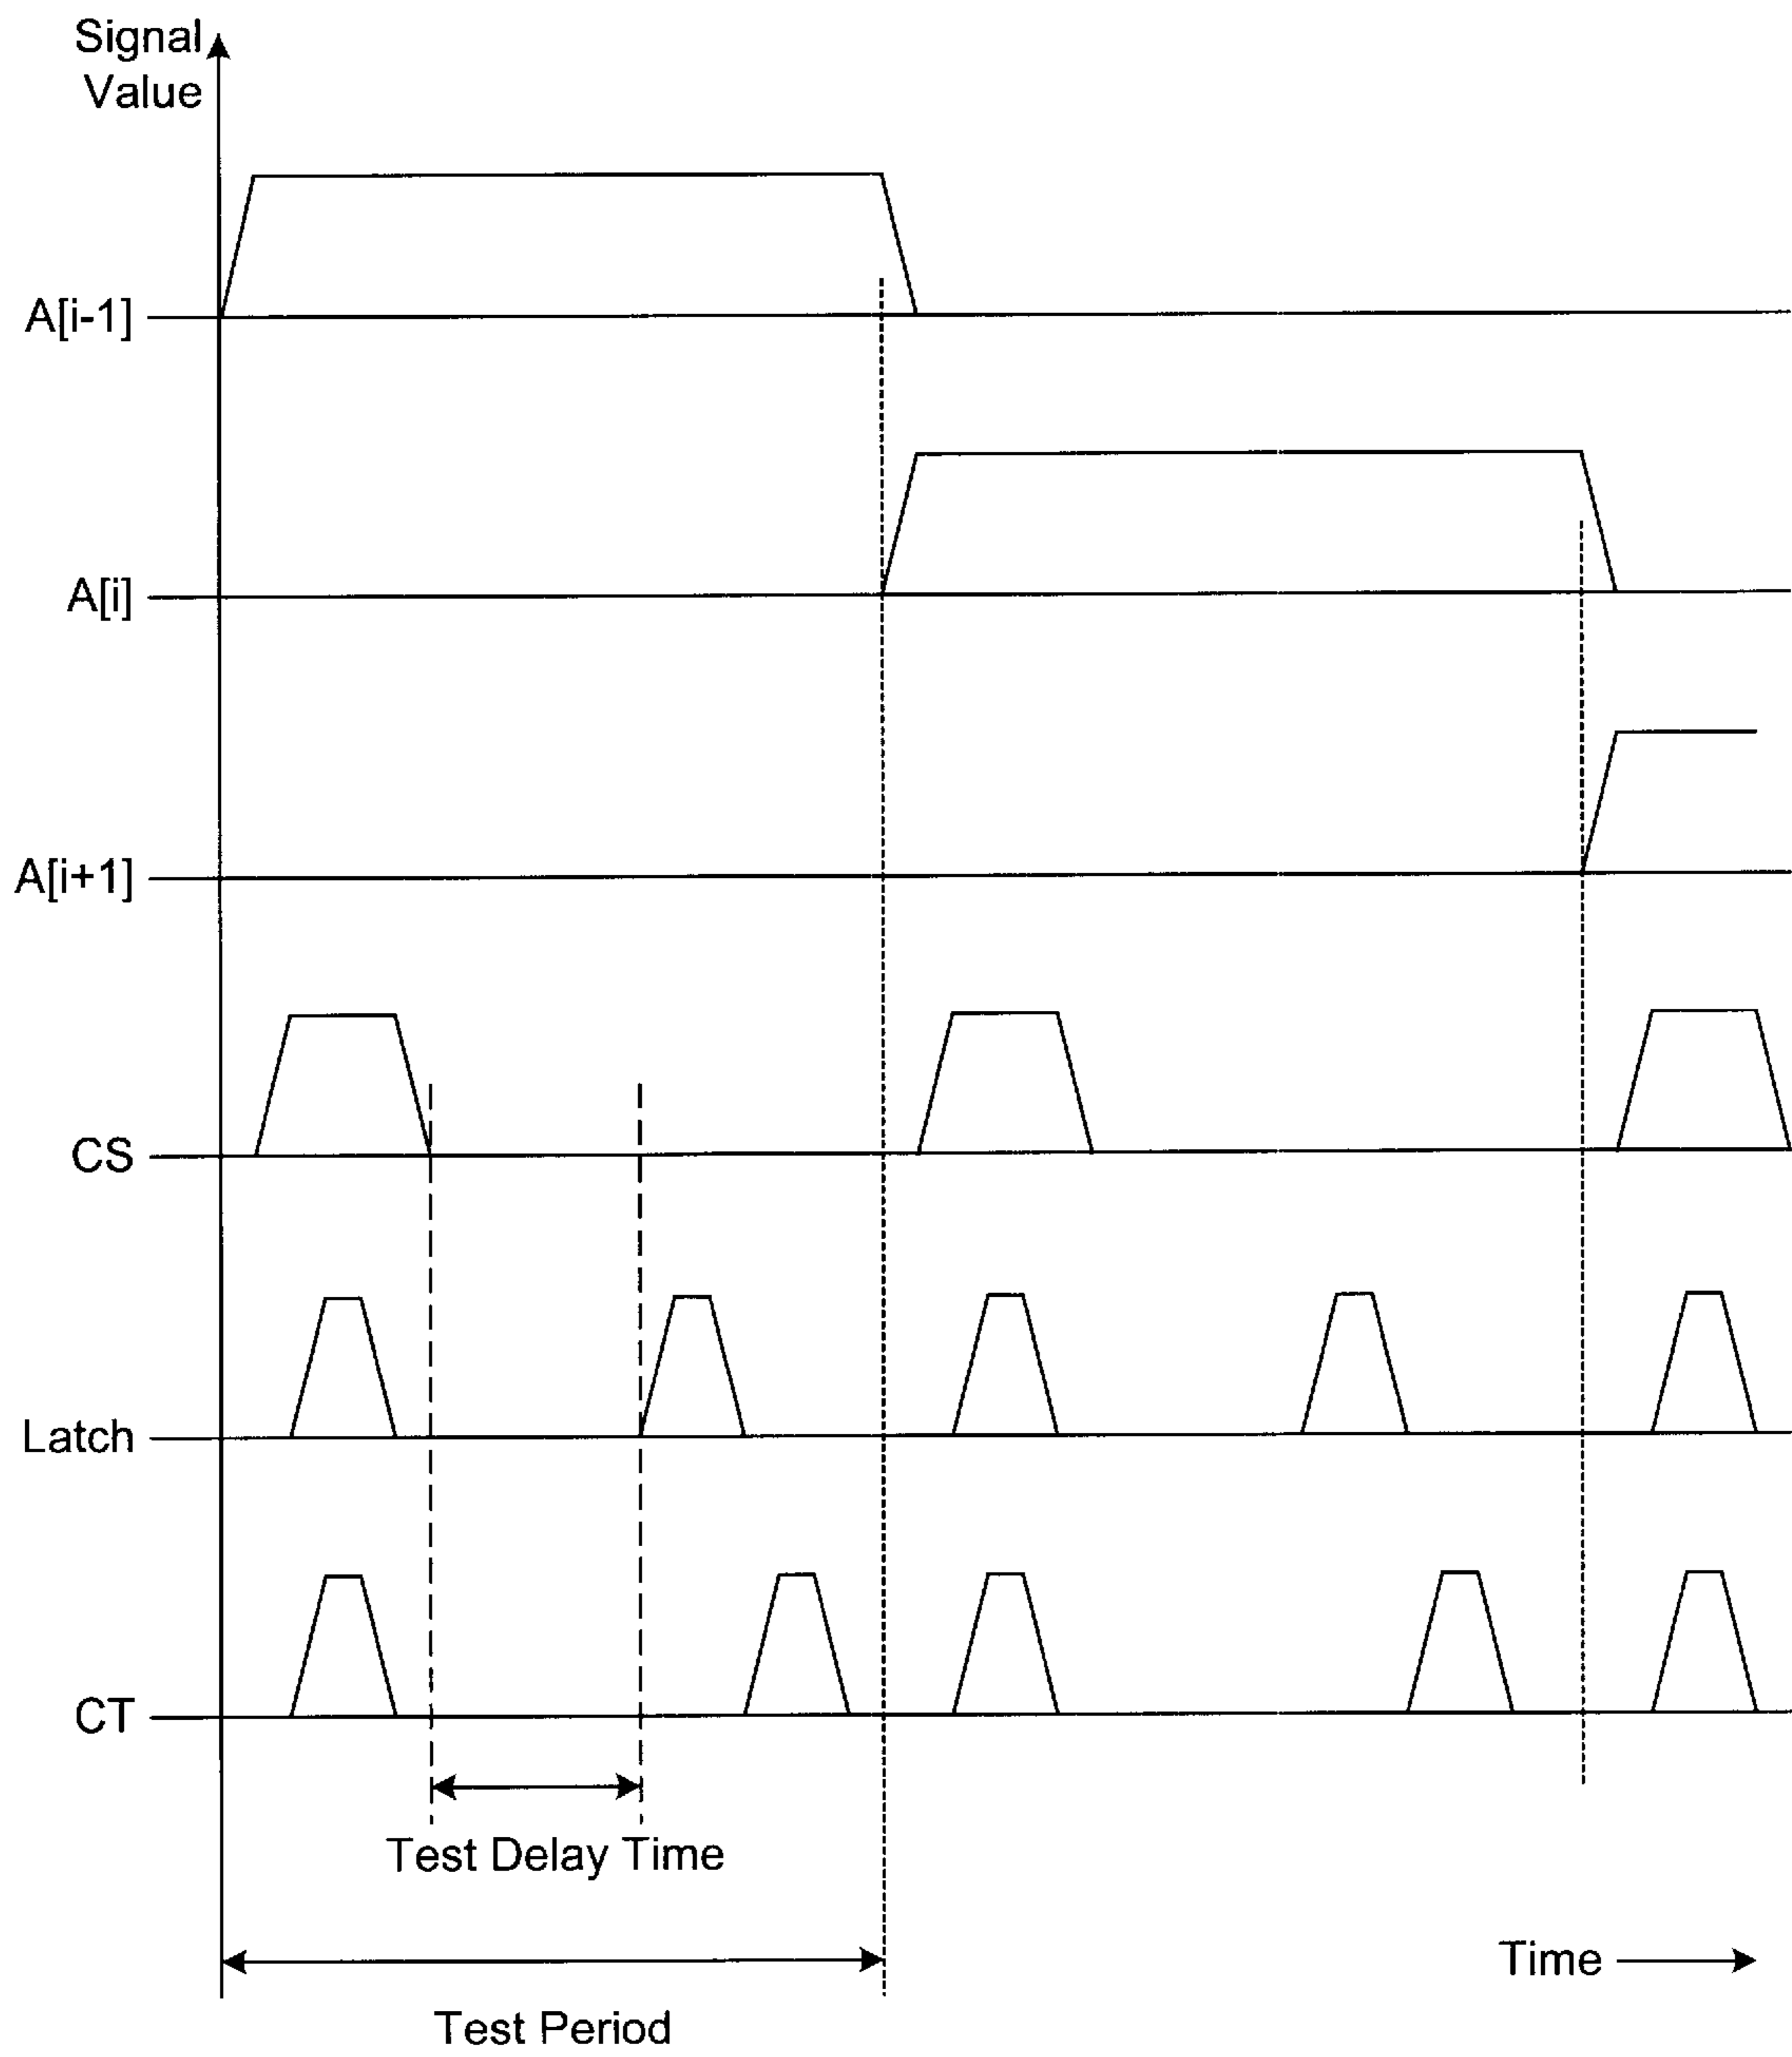 Signal
Value
A[i-1]
A[i]
A[i+1]
CS
Latch
CT
Test Delay Time
Time
Test Period